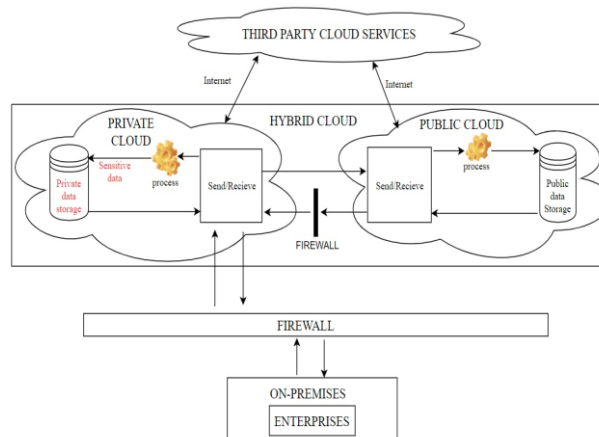 THIRD PARTY CLOUD SERVICES
Internet
Internet
HYBRID CLOUD
PRIVATE
CLOUD
PUBLIC CLOUD
Sensitive
data
process
Private
data
storage
Send/Recieve
FIREWALL
Send/Recieve
process
Public
data
Storage
FIREWALL
ON-PREMISES
ENTERPRISES